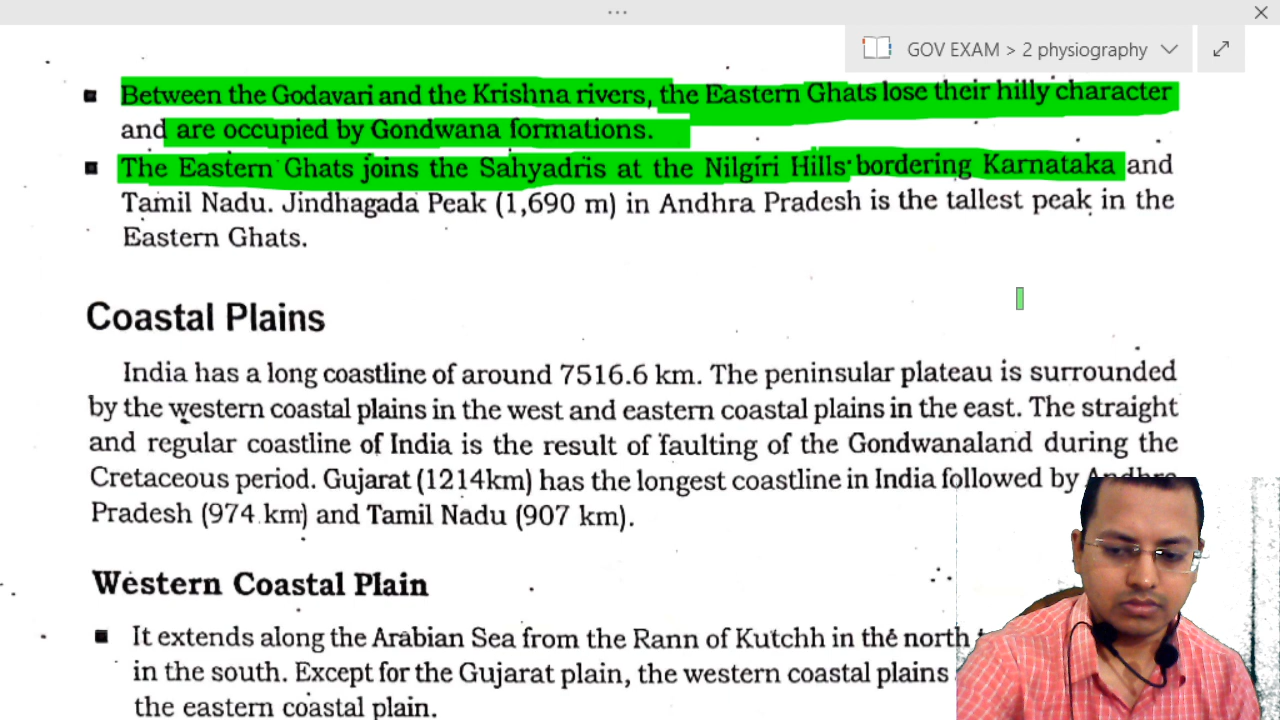 GOV EXAM > 2 physiography
Between the Godavari and the Krishna rivers, the Eastern Ghats lose their hilly character
and are occupied by Gondwana formations.
The Eastern Ghats joins the Sahyadris at the Nilgiri Hills bordering Karnataka and
Tamil Nadu. Jindhagada Peak (1,690 m) in Andhra Pradesh is the tallest peak in the
Eastern Ghats.
Coastal Plains
India has a long coastline of around 7516.6 km. The peninsular plateau is surrounded
by the western coastal plains in the west and eastern coastal plains in the east. The straight
and regular coastline of India is the result of faulting of the Gondwanaland during the
Cretaceous period. Gujarat (1214km) has the longest coastline in India followed by Andhra
Pradesh (974 km) and Tamil Nadu (907 km).
Western Coastal Plain
It extends along the Arabian Sea from the Rann of Kutchh in the north
in the south. Except for the Gujarat plain, the western coastal plains
the eastern coastal plain.